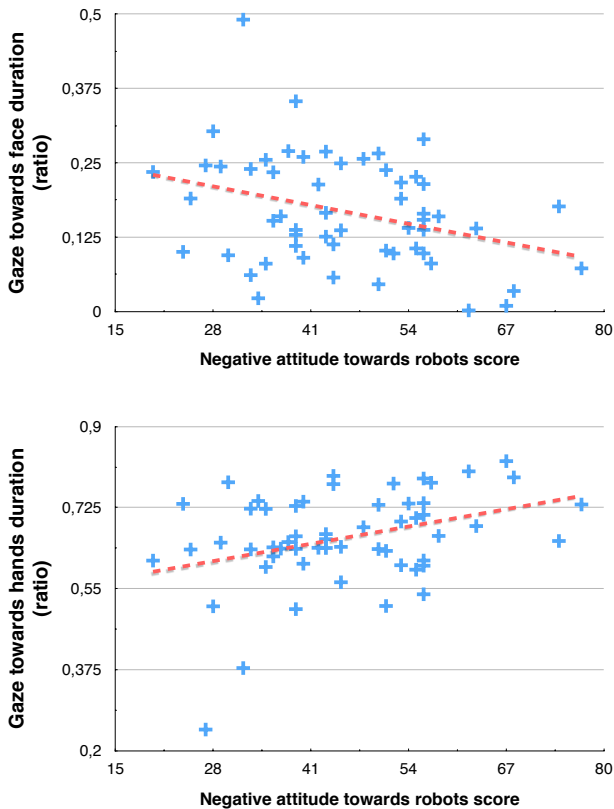 0,5
0,375
0,25
0,125
0
15 28 41 54 67 80
Gaze towards face duration
(ratio)
Negative attitude towards robots score
0,9
0,725
0,55
0,375
0,2
15 28 41 54 67 80
Gaze towards hands duration
(ratio)
Negative attitude towards robots score